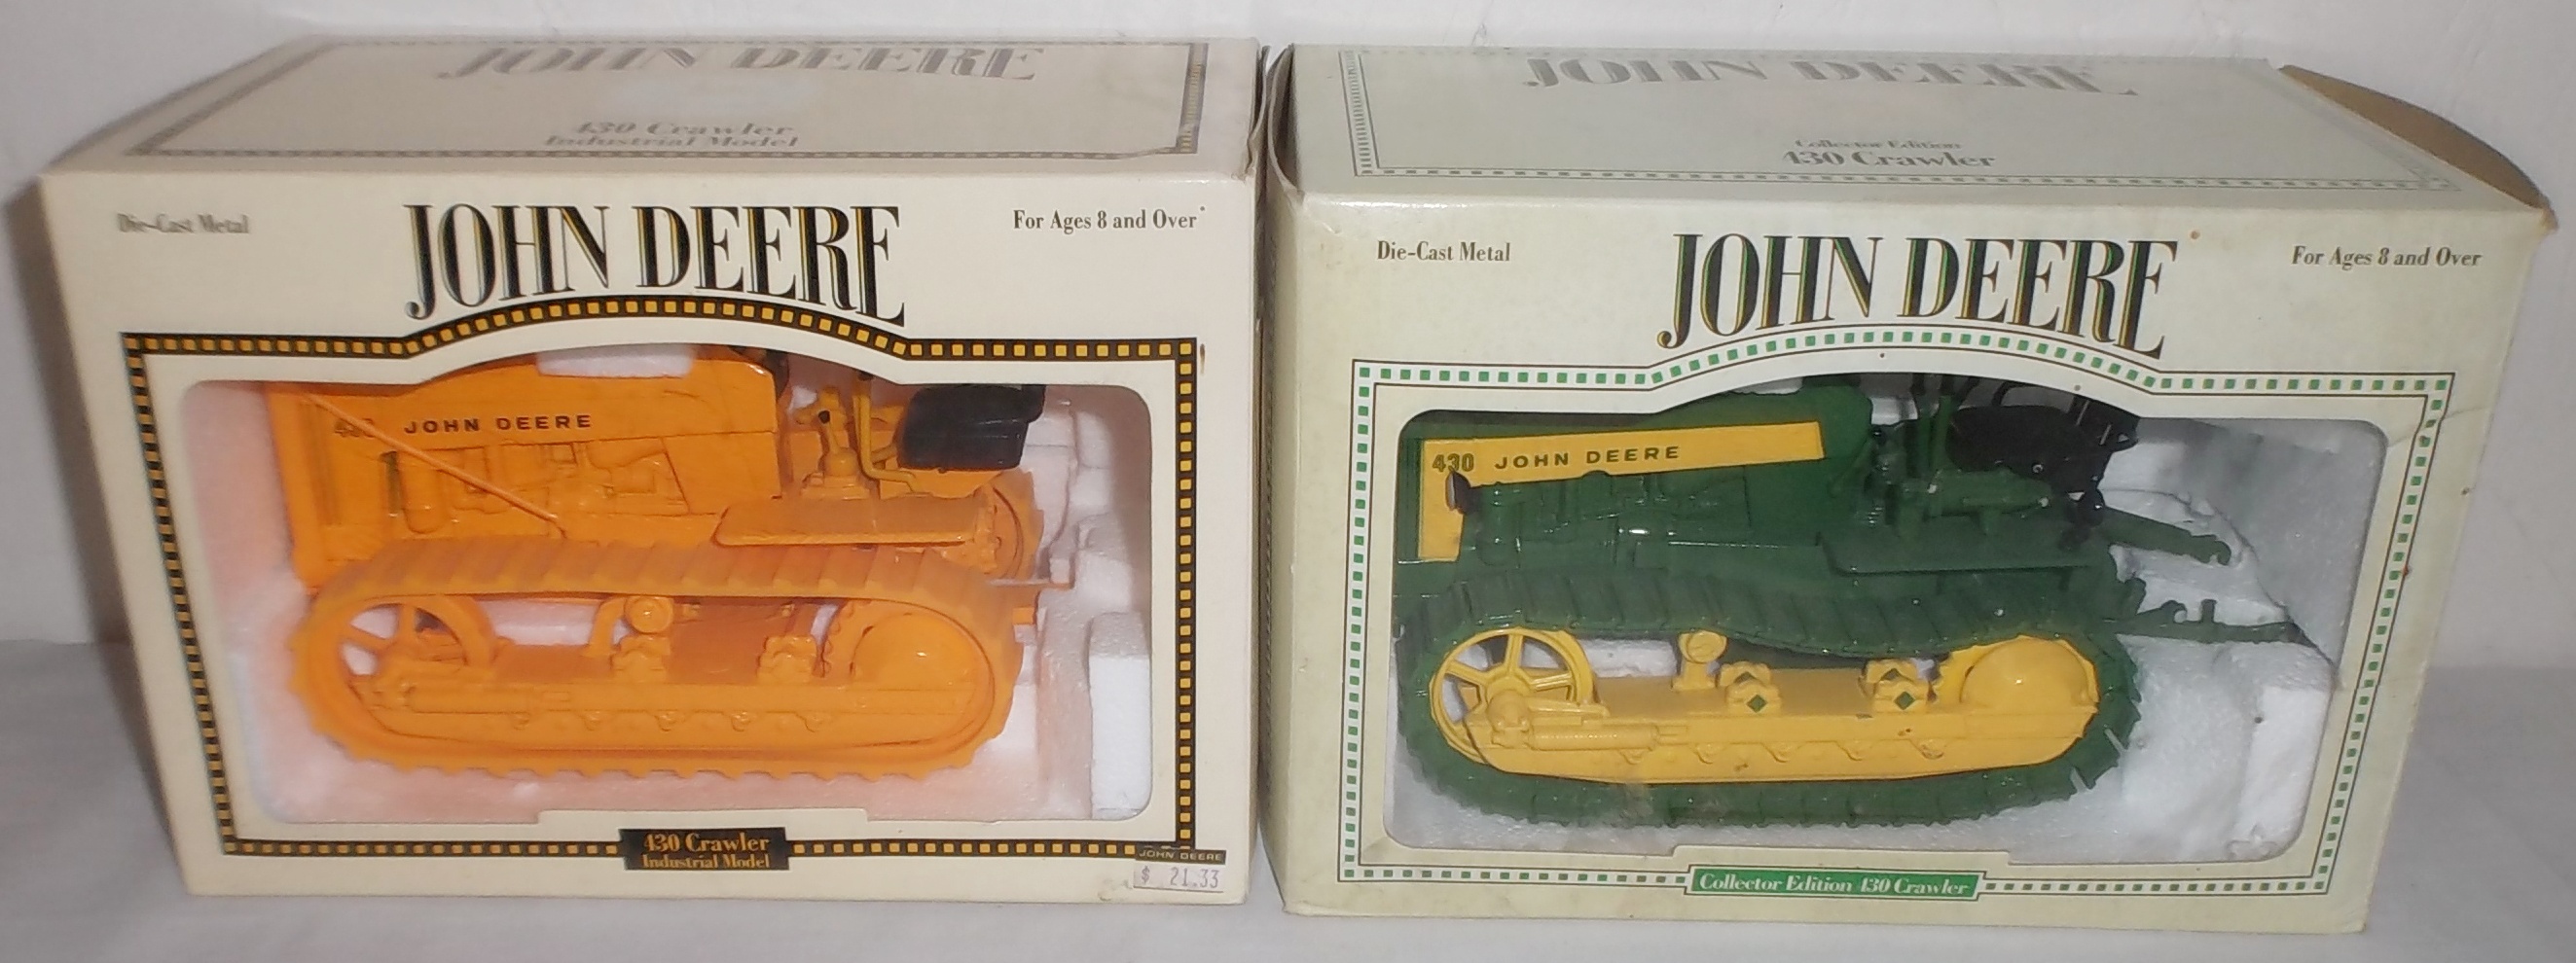 JOHN DEERE
430 Crawler
Industrial Model
Die-Cast Metal
JOHN DEERE
For Ages 8 and Over
430 JOHN DEERE
430 Crawler
Industrial Model
JOHN DEERE
$ 21.33
JOHN DEERE
Collector Edition
430 Crawler
Die-Cast Metal
JOHN DEERE
For Ages 8 and Over
430 JOHN DEERE
Collector Edition 430 Crawler